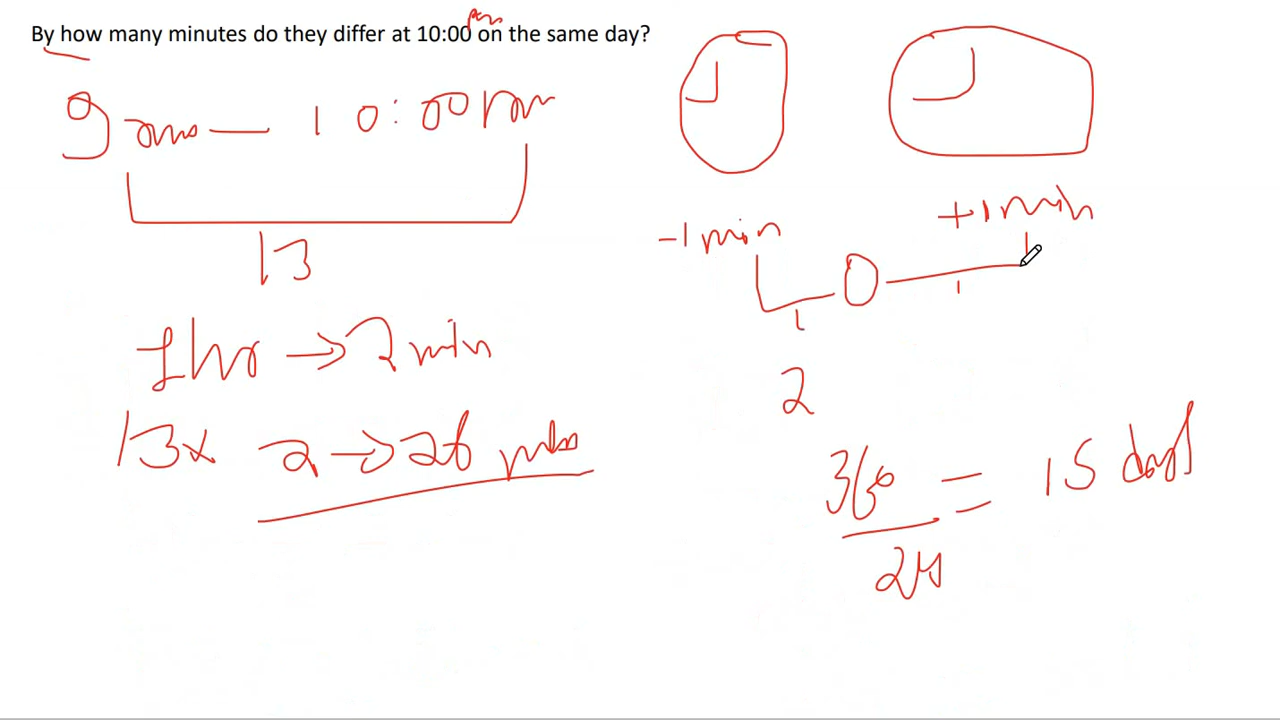 By how many minutes do they differ at 10:00 pm on the same day?
9 am — 10:00 pm
13
1 hr → 2 min
13 x 2 → 26 min
-1 min 0 +1 min
1 1
2
360
24
= 15 days